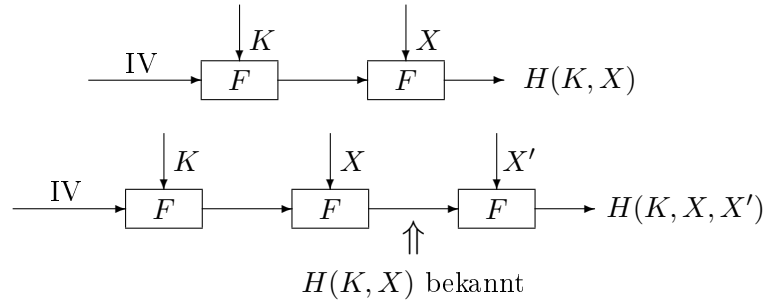 K X
IV F F H(K, X)
K X X′
IV F F F H(K, X, X′)
⇑
H(K, X) bekannt